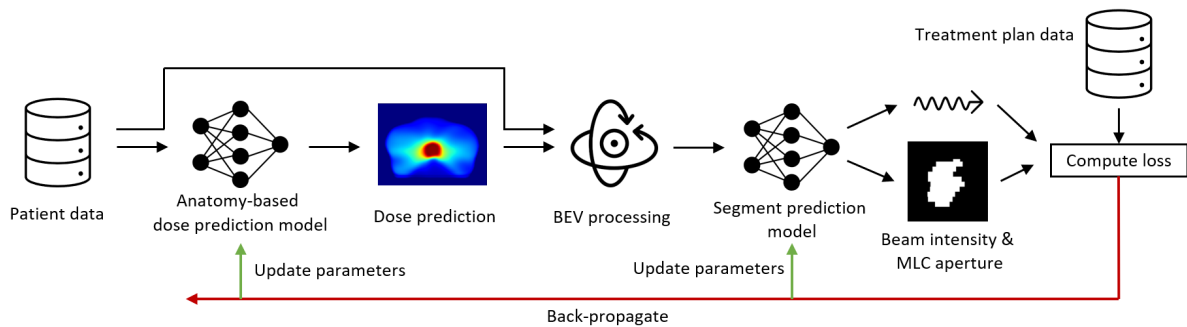 Treatment plan data
Patient data
Anatomy-based
dose prediction model
Dose prediction
BEV processing
Segment prediction
model
Beam intensity &
MLC aperture
Compute loss
Update parameters
Update parameters
Back-propagate